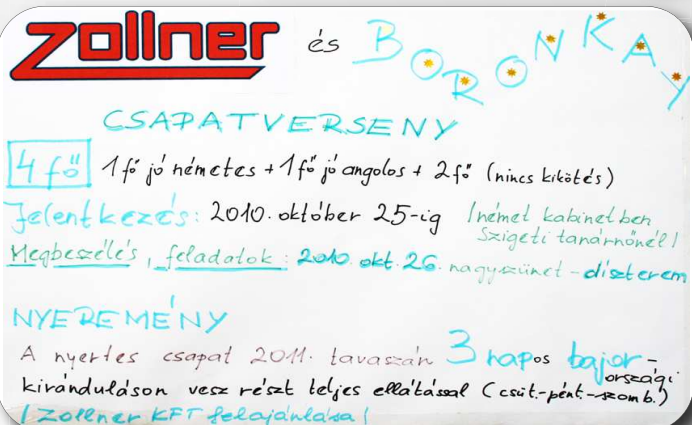 zollner és BORONKAY
CSAPATVERSENY
4 fő 1 fő jó németes + 1 fő jó angolos + 2 fő (nincs kikötés)
Jelentkezés: 2010. október 25-ig /német kabinetben
Szigeti tanárnőnél/
Megbeszélés, feladatok: 2010. okt. 26. nagyszünet - díszterem
NYEREMÉNY
A nyertes csapat 2011. tavaszán 3 napos bajor-
országi
kiránduláson vesz részt teljes ellátással (csüt.-pént.-szomb.)
/Zollner KFT felajánlása/